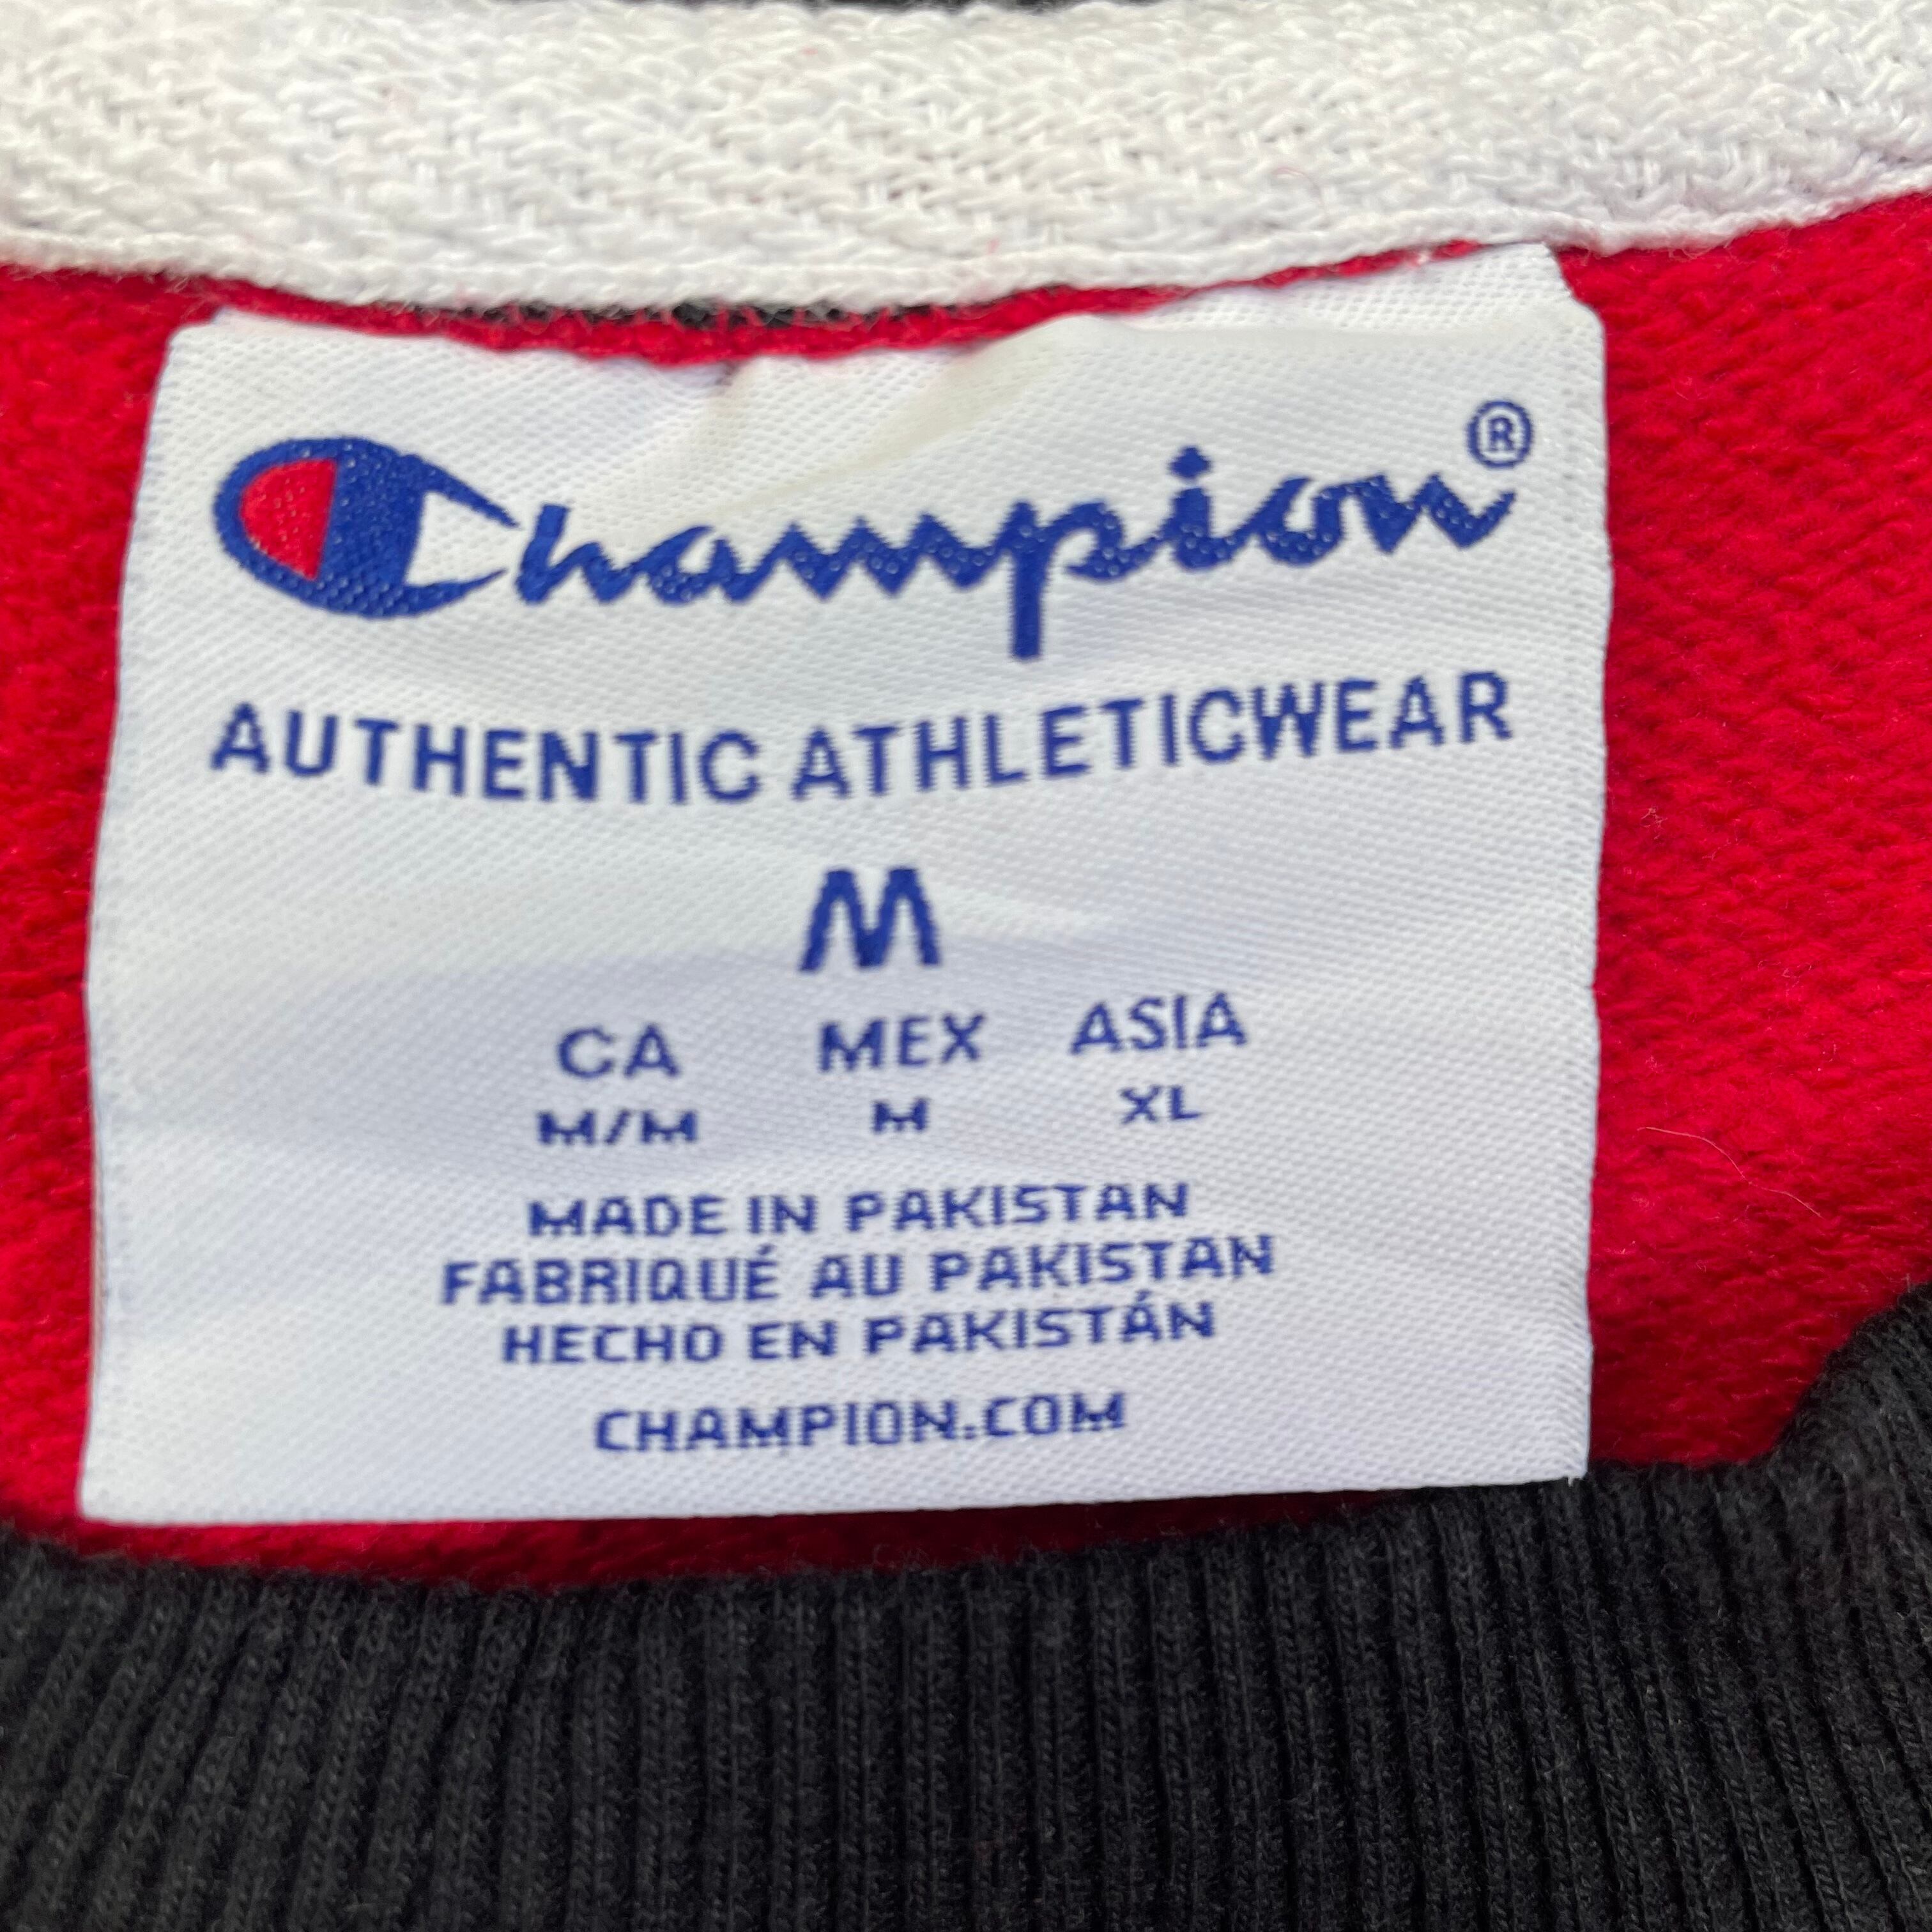 Champion®
AUTHENTIC ATHLETICWEAR
M
CA MEX ASIA
M/M M XL
MADE IN PAKISTAN
FABRIQUÉ AU PAKISTAN
HECHO EN PAKISTÁN
CHAMPION.COM